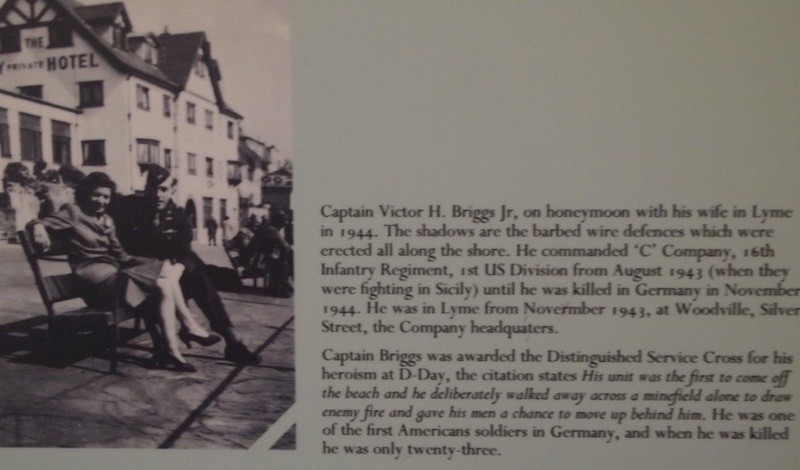 THE
Y PRIVATE HOTEL
Captain Victor H. Briggs Jr, on honeymoon with his wife in Lyme
in 1944. The shadows are the barbed wire defences which were
erected all along the shore. He commanded ‘C’ Company, 16th
Infantry Regiment, 1st US Division from August 1943 (when they
were fighting in Sicily) until he was killed in Germany in November
1944. He was in Lyme from Novermber 1943, at Woodville, Silver
Street, the Company headquaters.
Captain Briggs was awarded the Distinguished Service Cross for his
heroism at D-Day, the citation states His unit was the first to come off
the beach and he deliberately walked away across a minefield alone to draw
enemy fire and gave his men a chance to move up behind him. He was one
of the first Americans soldiers in Germany, and when he was killed
he was only twenty-three.